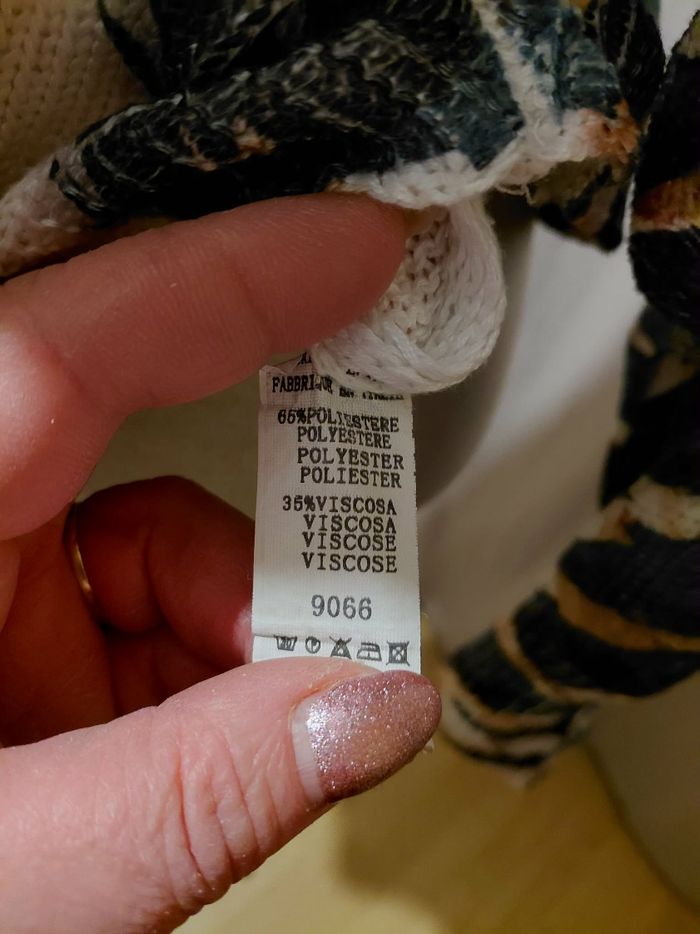 65%POLIESTERE
POLYESTERE
POLYESTER
POLIESTER
35%VISCOSA
VISCOSA
VISCOSE
VISCOSE
9066